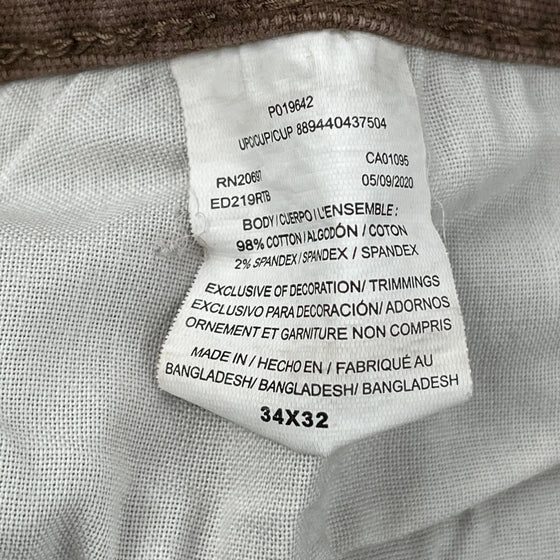 P019642
UPC/CUP/CUP 889440437504
RN20697
CA01095
ED219RTB
05/09/2020
BODY / CUERPO / L'ENSEMBLE :
98% COTTON / ALGODÓN / COTON
2% SPANDEX / SPANDEX / SPANDEX
EXCLUSIVE OF DECORATION/ TRIMMINGS
EXCLUSIVO PARA DECORACIÓN/ ADORNOS
ORNEMENT ET GARNITURE NON COMPRIS
MADE IN / HECHO EN / FABRIQUÉ AU
BANGLADESH/ BANGLADESH/ BANGLADESH
34X32